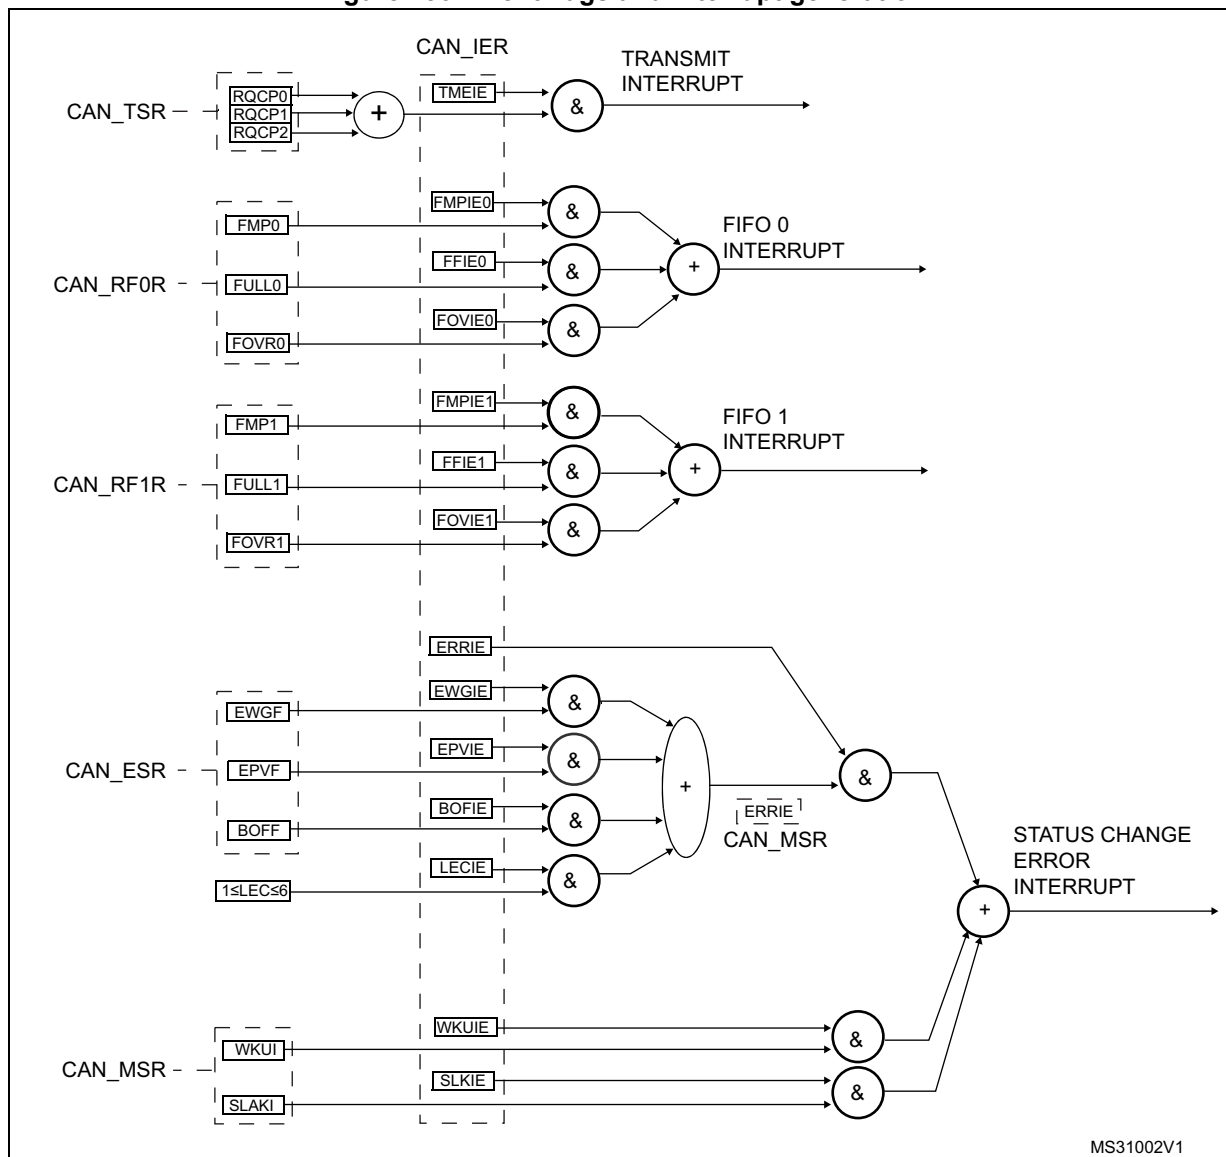 CAN_IER
TRANSMIT
INTERRUPT
CAN_TSR
RQCP0
RQCP1
RQCP2
+
TMEIE
&
FMPIE0
&
FIFO 0
INTERRUPT
FMP0
CAN_RF0R
FFIE0
&
+
FULL0
FOVIE0
&
FOVR0
FMPIE1
&
FIFO 1
INTERRUPT
FMP1
CAN_RF1R
FFIE1
&
+
FULL1
FOVIE1
&
FOVR1
ERRIE
EWGIE
&
EWGF
CAN_ESR
EPVIE
&
EPVF
+
&
BOFIE
&
ERRIE
CAN_MSR
BOFF
LECIE
&
1≤LEC≤6
STATUS CHANGE
ERROR
INTERRUPT
+
WKUIE
&
WKUI
CAN_MSR
SLKIE
&
SLAKI
MS31002V1